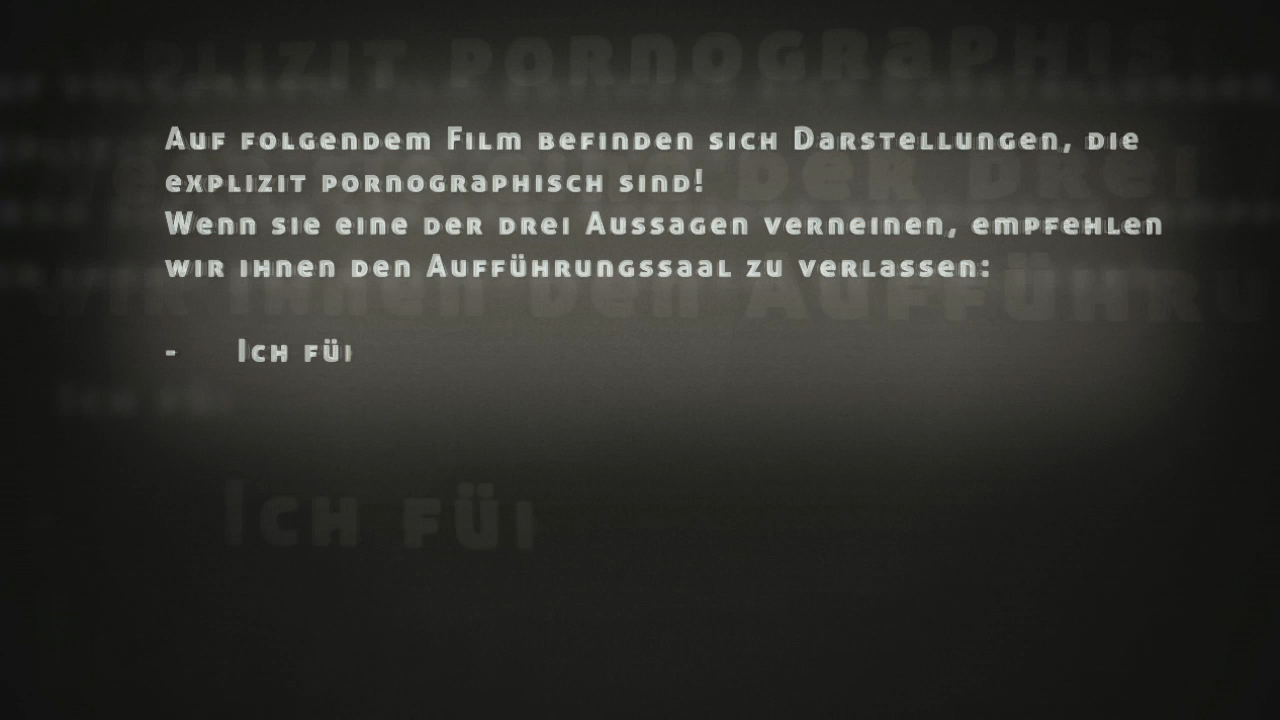 Auf folgendem Film befinden sich Darstellungen, die
explizit pornographisch sind!
Wenn sie eine der drei Aussagen verneinen, empfehlen
wir ihnen den Aufführungssaal zu verlassen:
- Ich